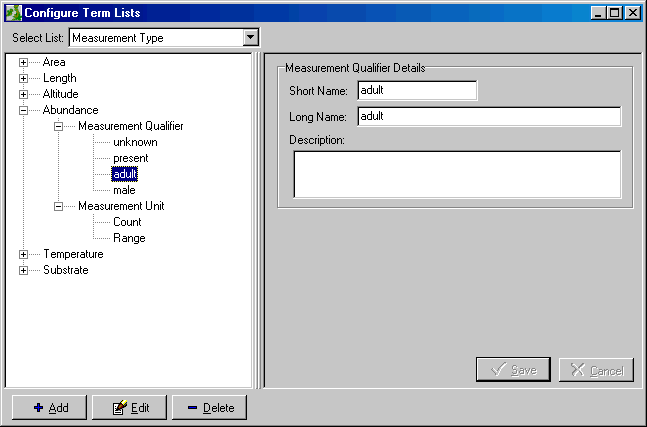 Configure Term Lists
Select List: Measurement Type
Area
Length
Altitude
Abundance
Measurement Qualifier
unknown
present
adult
male
Measurement Unit
Count
Range
Temperature
Substrate
Measurement Qualifier Details
Short Name: adult
Long Name: adult
Description:
Save Cancel
Add Edit Delete